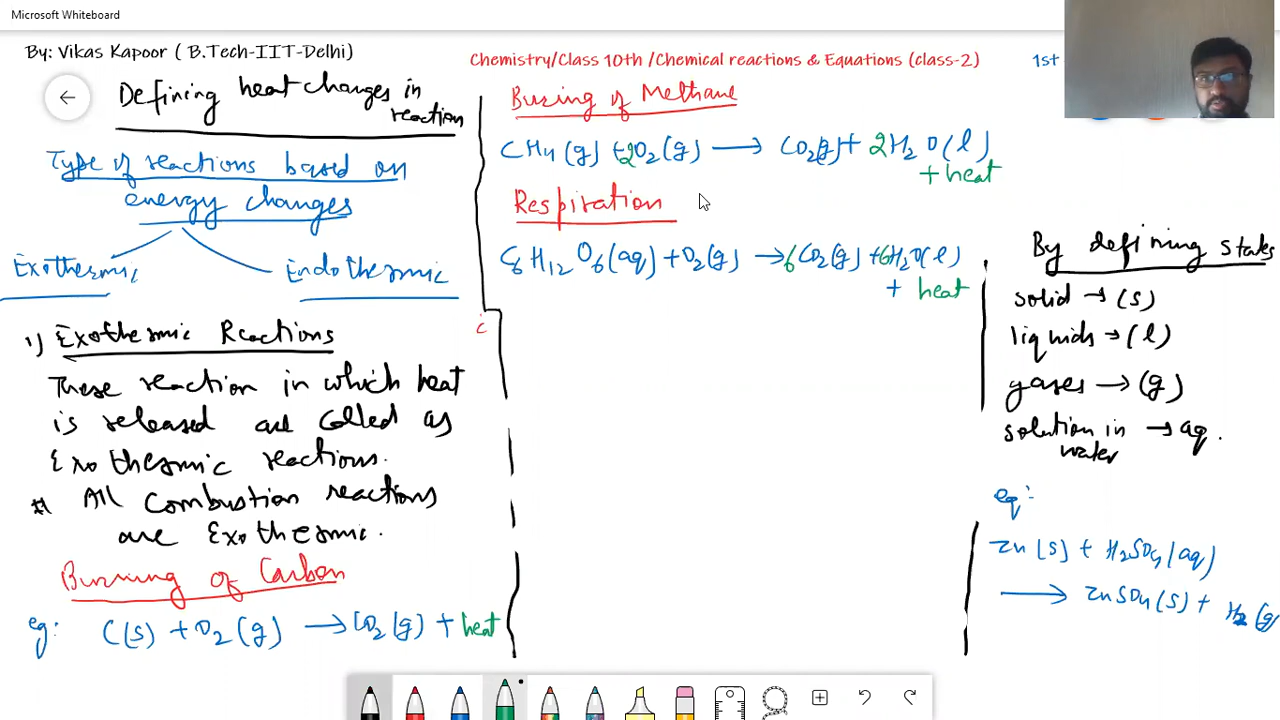 Microsoft Whiteboard
By: Vikas Kapoor ( B.Tech-IIT-Delhi)
Chemistry/Class 10th /Chemical reactions & Equations (class-2)
1st
Defining heat changes in
reaction
Type of reactions based on
energy changes
Exothermic
Endothermic
1) Exothermic Reactions
These reaction in which heat
is released are called as
Exothermic reactions.
# All Combustion reactions
are Exothermic.
Burning of Carbon
eg: C(s) + O2(g) → CO2(g) + heat
Buring of Methane
CH4(g) + 2O2(g) → CO2(g) + 2H2O(l)
+ heat
Respiration
C6H12O6(aq) + O2(g) → 6CO2(g) + 6H2O(l)
+ heat
By defining states
solid → (s)
liquids → (l)
gases → (g)
solution in → aq.
water
eg:
Zn(s) + H2SO4(aq)
→ ZnSO4(s) + H2(g